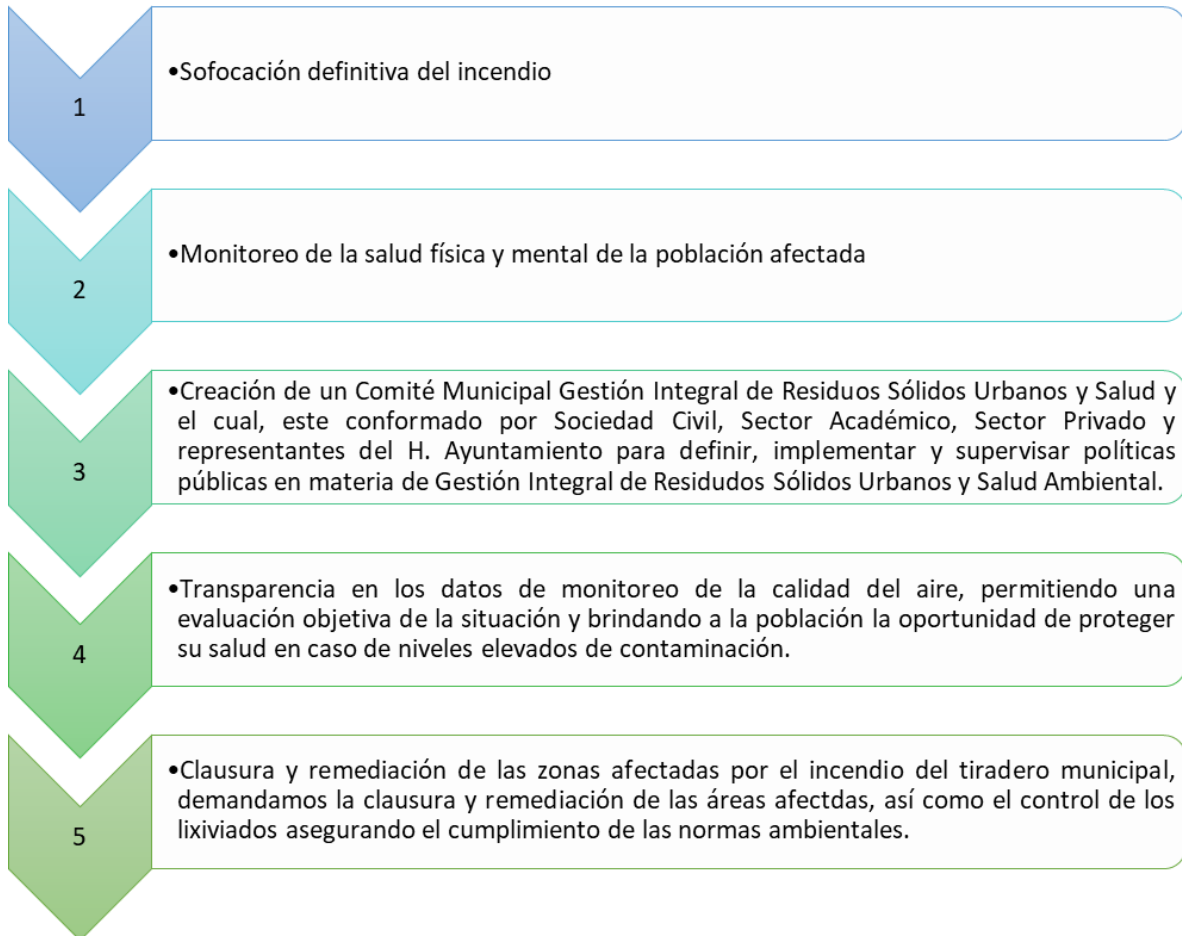 1
•Sofocación definitiva del incendio
2
•Monitoreo de la salud física y mental de la población afectada
3
•Creación de un Comité Municipal Gestión Integral de Residuos Sólidos Urbanos y Salud y
el cual, este conformado por Sociedad Civil, Sector Académico, Sector Privado y
representantes del H. Ayuntamiento para definir, implementar y supervisar políticas
públicas en materia de Gestión Integral de Residudos Sólidos Urbanos y Salud Ambiental.
4
•Transparencia en los datos de monitoreo de la calidad del aire, permitiendo una
evaluación objetiva de la situación y brindando a la población la oportunidad de proteger
su salud en caso de niveles elevados de contaminación.
5
•Clausura y remediación de las zonas afectadas por el incendio del tiradero municipal,
demandamos la clausura y remediación de las áreas afectdas, así como el control de los
lixiviados asegurando el cumplimiento de las normas ambientales.